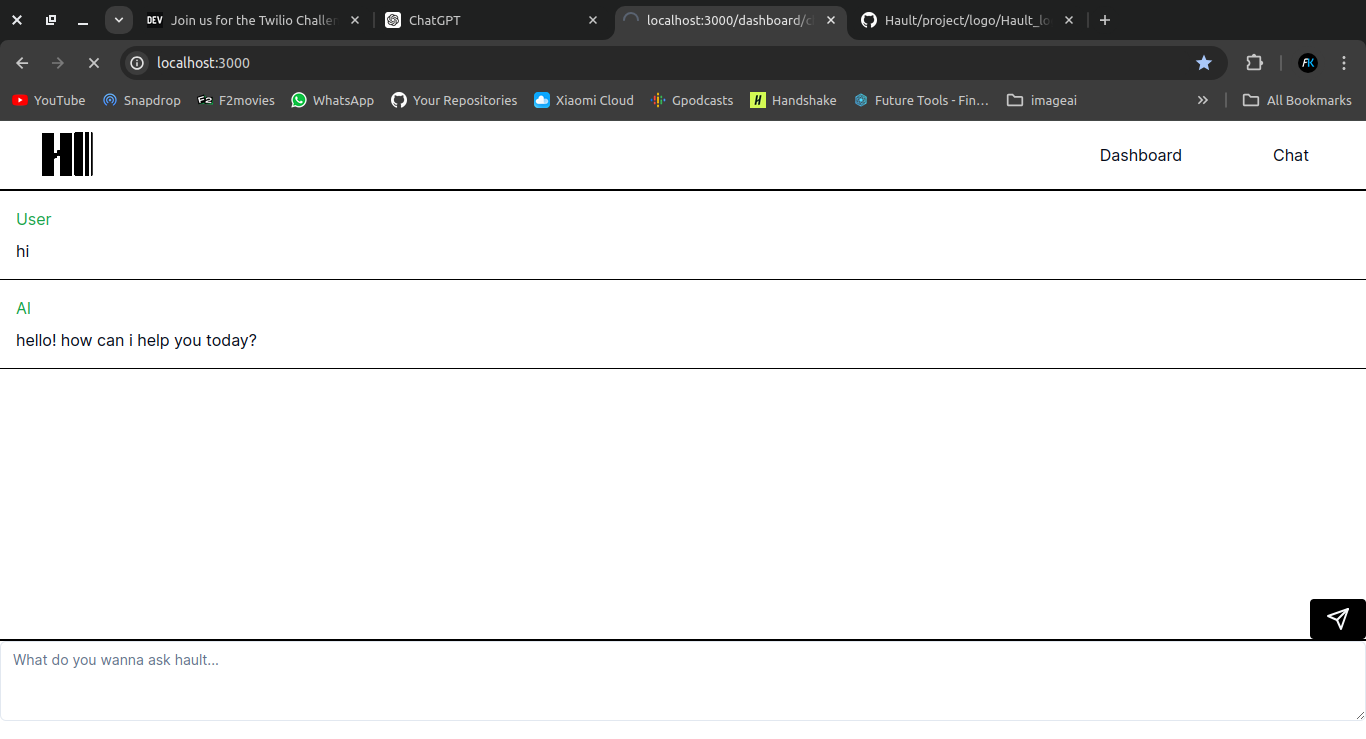 DEV Join us for the Twilio Challen
ChatGPT
localhost:3000/dashboard/c
Hault/project/logo/Hault_lo
localhost:3000
FK
YouTube Snapdrop F2 F2movies WhatsApp Your Repositories Xiaomi Cloud Gpodcasts H Handshake Future Tools - Fin... imageai All Bookmarks
H
Dashboard Chat
User
hi
AI
hello! how can i help you today?
What do you wanna ask hault...